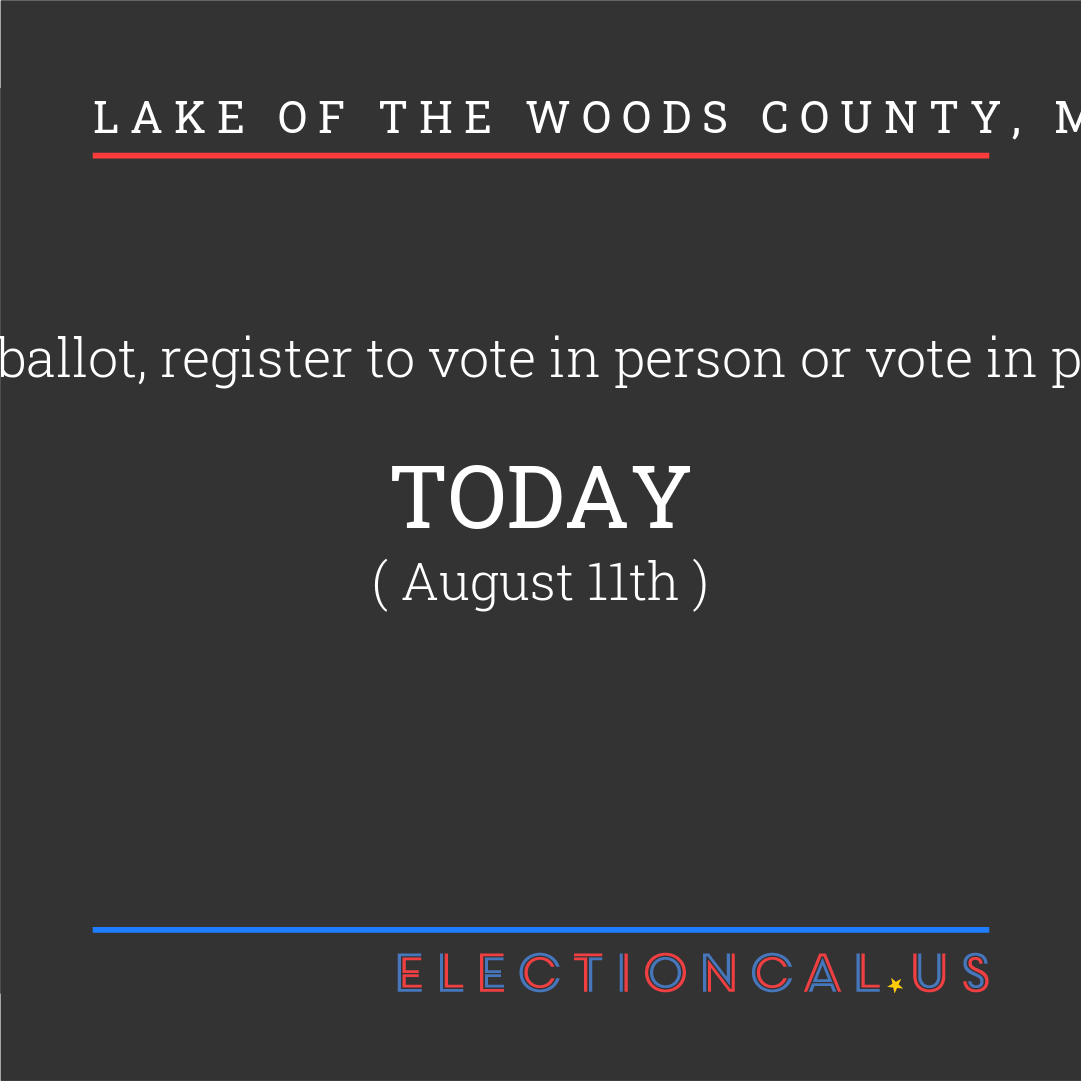 LAKE OF THE WOODS COUNTY, M
ballot, register to vote in person or vote in p
TODAY
( August 11th )
ELECTIONCAL.US